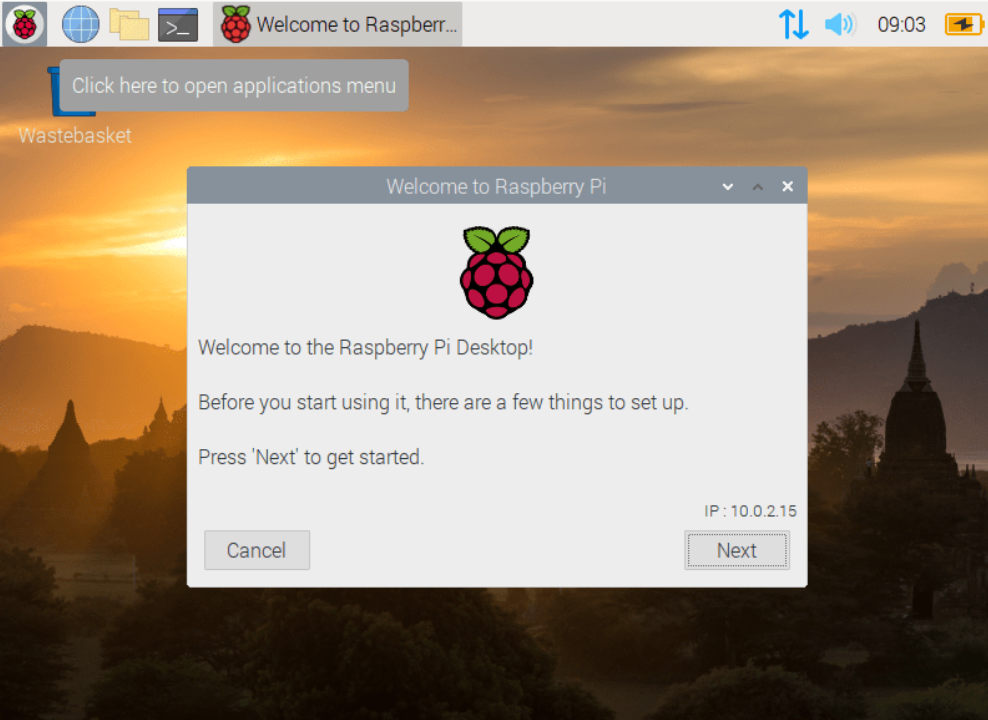 Welcome to Raspberr...
09:03
Click here to open applications menu
Wastebasket
Welcome to Raspberry Pi
Welcome to the Raspberry Pi Desktop!
Before you start using it, there are a few things to set up.
Press 'Next' to get started.
IP : 10.0.2.15
Cancel
Next